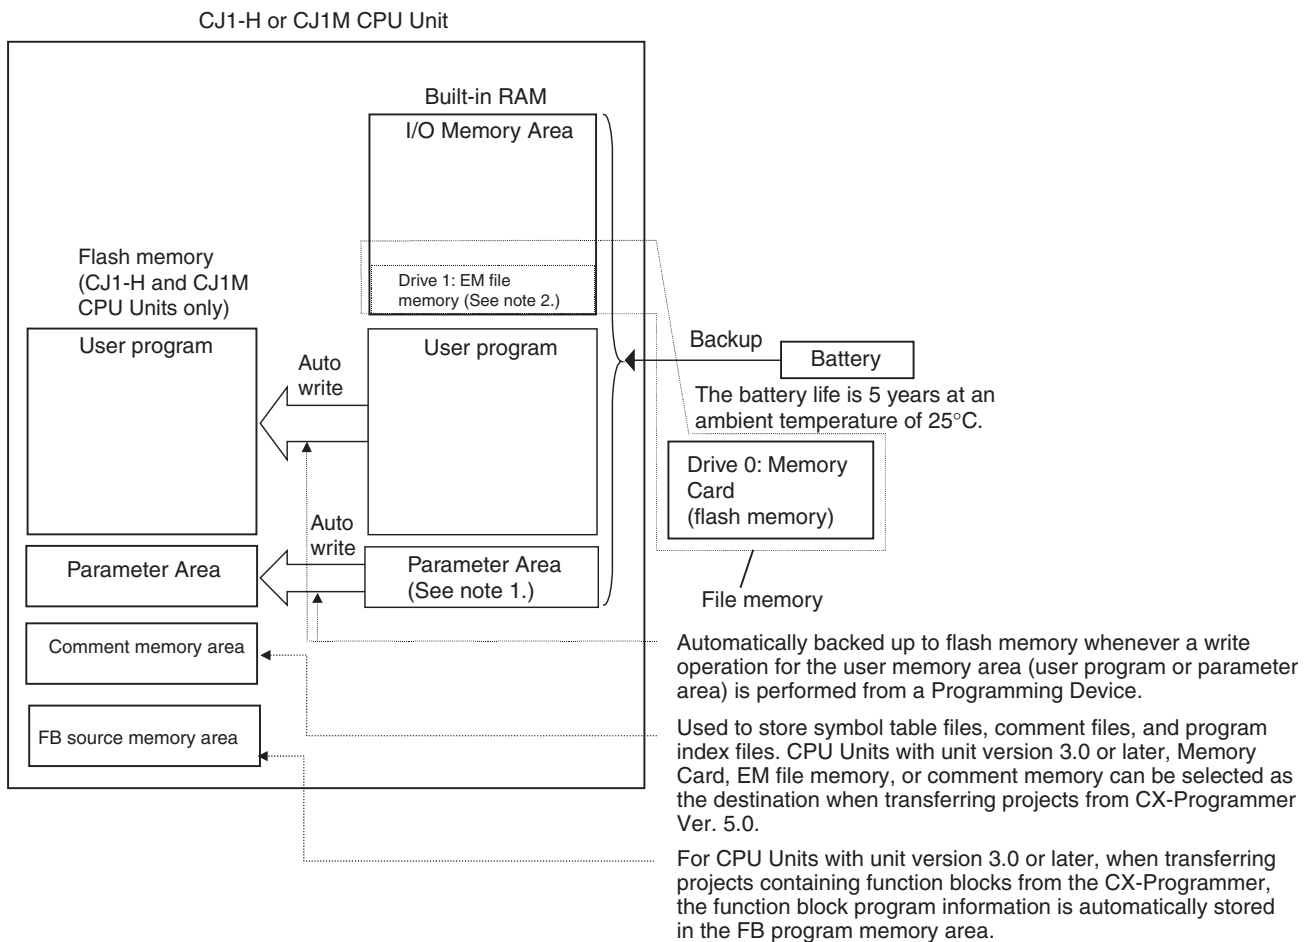 CJ1-H or CJ1M CPU Unit
Built-in RAM
I/O Memory Area
Drive 1: EM file
memory (See note 2.)
Flash memory
(CJ1-H and CJ1M
CPU Units only)
User program
Auto
write
User program
Backup
Battery
The battery life is 5 years at an
ambient temperature of 25°C.
Drive 0: Memory
Card
(flash memory)
Auto
write
Parameter Area
Parameter Area
(See note 1.)
File memory
Comment memory area
FB source memory area
Automatically backed up to flash memory whenever a write
operation for the user memory area (user program or parameter
area) is performed from a Programming Device.
Used to store symbol table files, comment files, and program
index files. CPU Units with unit version 3.0 or later, Memory
Card, EM file memory, or comment memory can be selected as
the destination when transferring projects from CX-Programmer
Ver. 5.0.
For CPU Units with unit version 3.0 or later, when transferring
projects containing function blocks from the CX-Programmer,
the function block program information is automatically stored
in the FB program memory area.